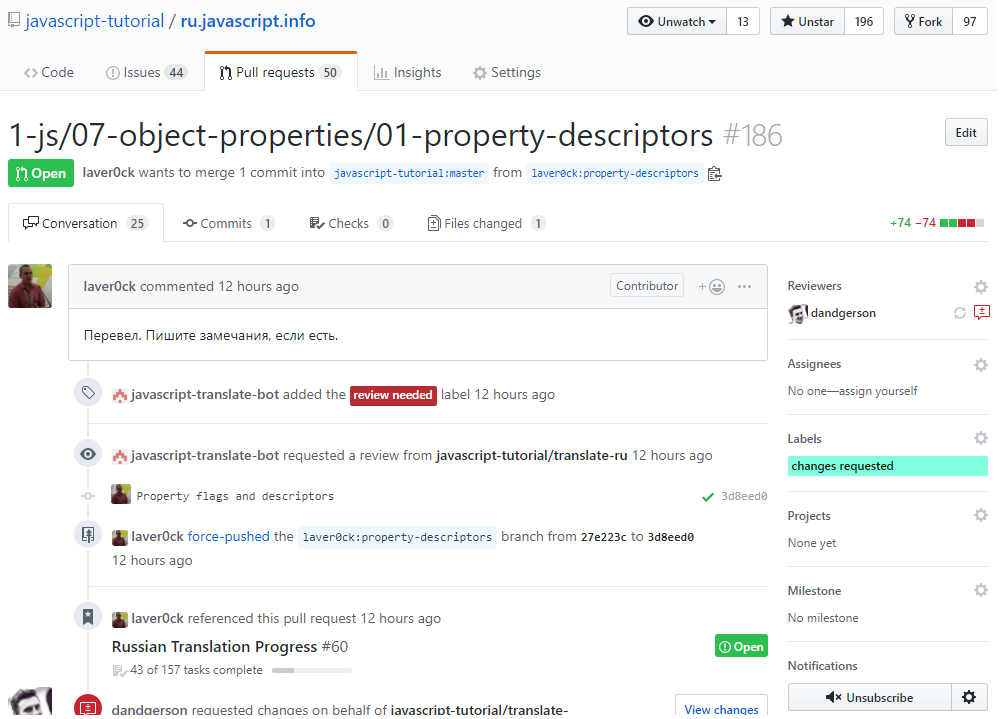 javascript-tutorial / ru.javascript.info
Unwatch 13 Unstar 196 Fork 97
Code Issues 44 Pull requests 50 Insights Settings
1-js/07-object-properties/01-property-descriptors #186 Edit
Open laver0ck wants to merge 1 commit into javascript-tutorial:master from laver0ck:property-descriptors
Conversation 25 Commits 1 Checks 0 Files changed 1 +74 −74
laver0ck commented 12 hours ago Contributor
Перевел. Пишите замечания, если есть.
javascript-translate-bot added the review needed label 12 hours ago
javascript-translate-bot requested a review from javascript-tutorial/translate-ru 12 hours ago
Property flags and descriptors 3d8eed0
laver0ck force-pushed the laver0ck:property-descriptors branch from 27e223c to 3d8eed0
12 hours ago
laver0ck referenced this pull request 12 hours ago
Russian Translation Progress #60 Open
43 of 157 tasks complete
dandgerson requested changes on behalf of javascript-tutorial/translate- View changes
Reviewers
dandgerson
Assignees
No one—assign yourself
Labels
changes requested
Projects
None yet
Milestone
No milestone
Notifications
Unsubscribe